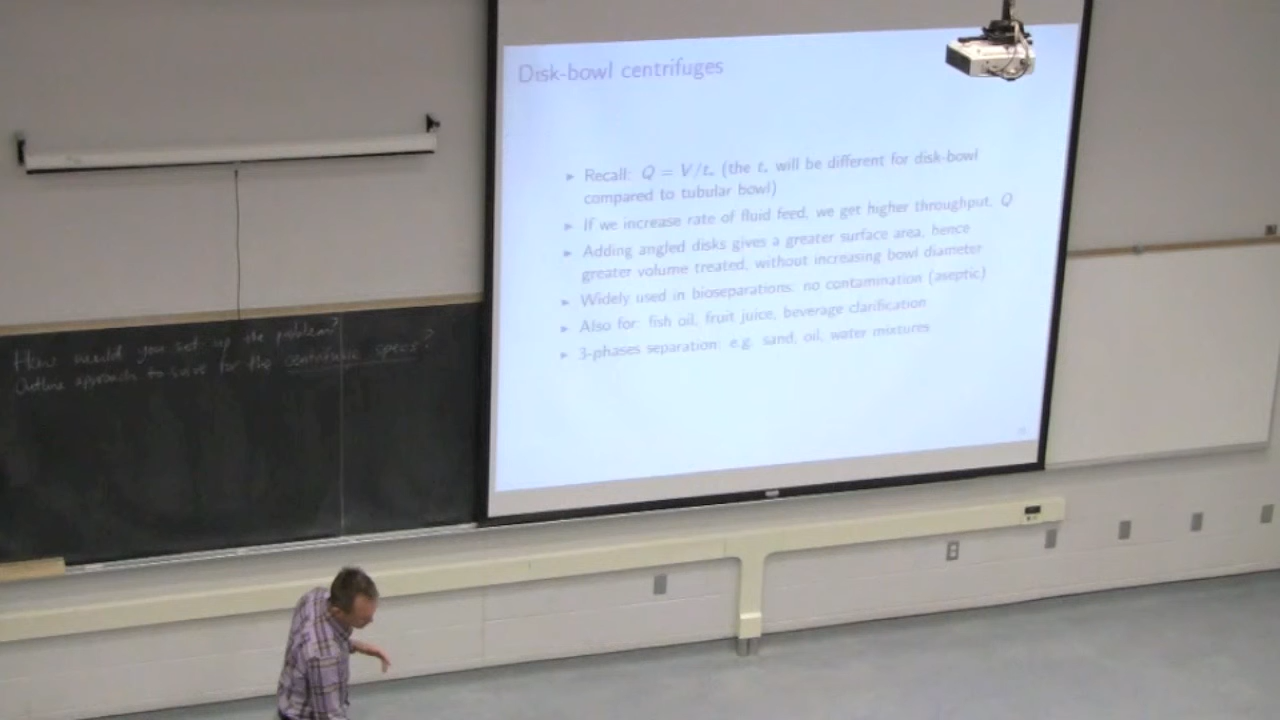 Disk-bowl centrifuges
▸ Recall: Q = V/t* (the t* will be different for disk-bowl
compared to tubular bowl)
▸ If we increase rate of fluid feed, we get higher throughput, Q
▸ Adding angled disks gives a greater surface area, hence
greater volume treated, without increasing bowl diameter
▸ Widely used in bioseparations: no contamination (aseptic)
▸ Also for: fish oil, fruit juice, beverage clarification
▸ 3-phases separation: e.g. sand, oil, water mixtures
How would you set up the problem?
Outline approach to solve for the centrifuge specs?